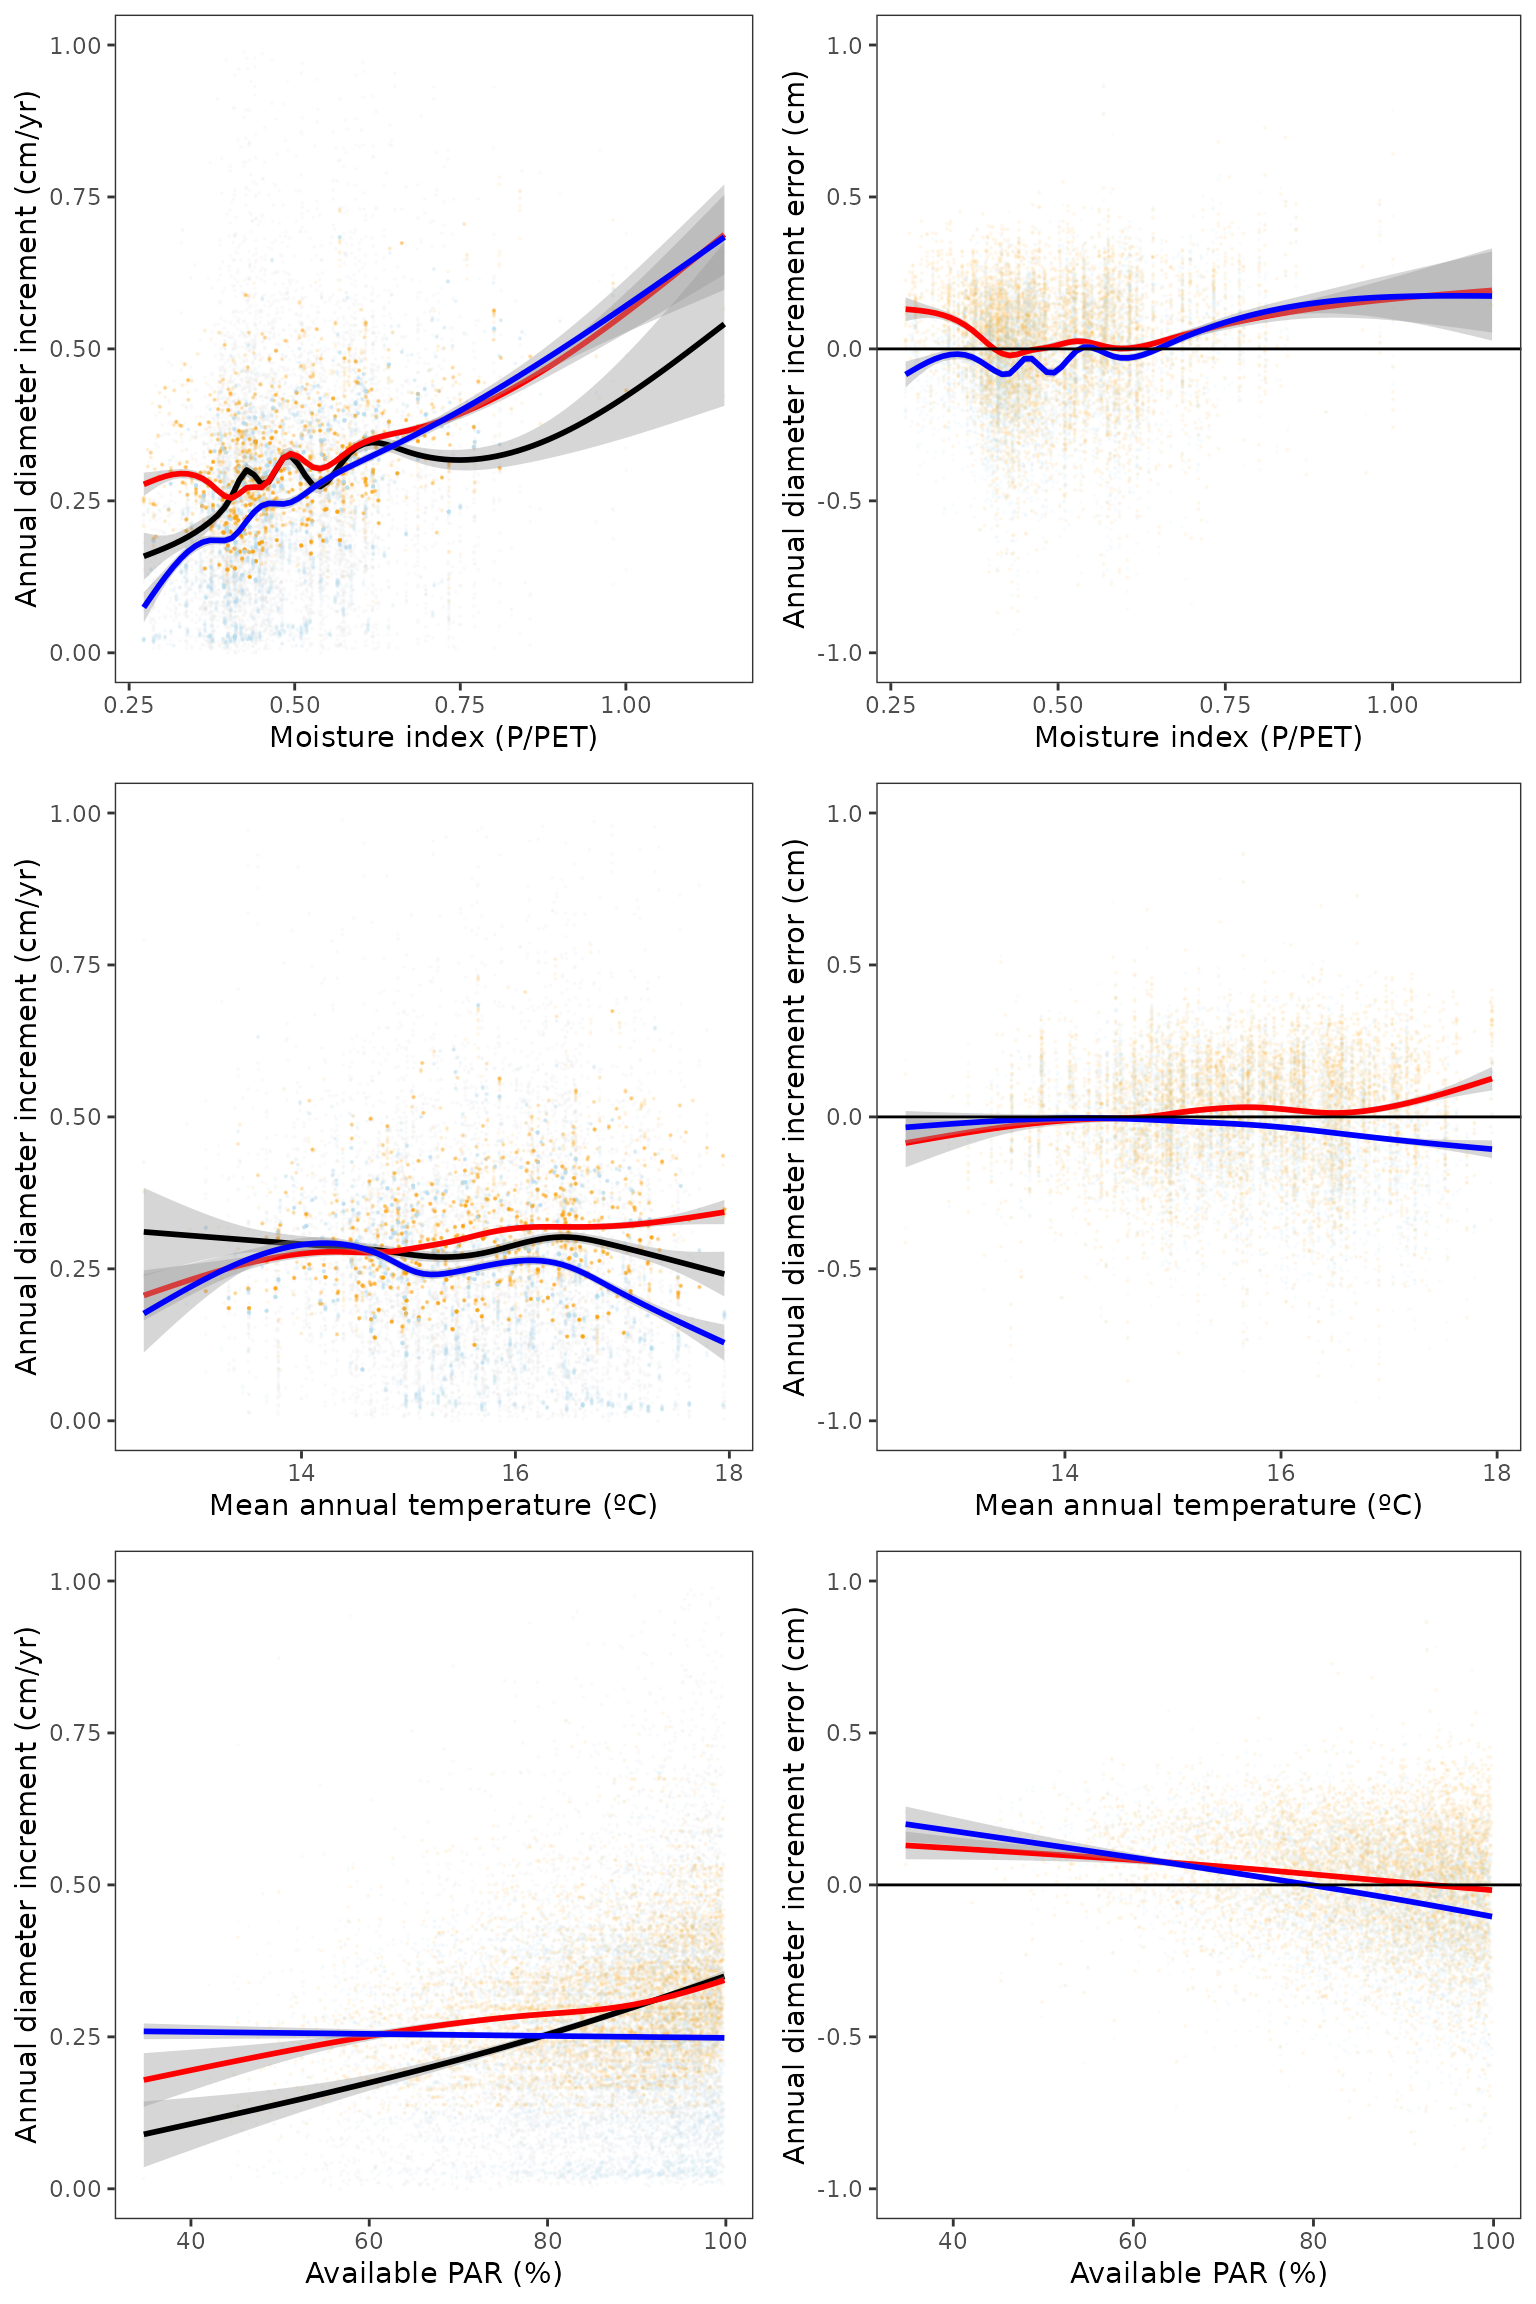 Annual diameter increment (cm/yr)
1.00
0.75
0.50
0.25
0.00
0.25 0.50 0.75 1.00
Moisture index (P/PET)
Annual diameter increment error (cm)
1.0
0.5
0.0
-0.5
-1.0
0.25 0.50 0.75 1.00
Moisture index (P/PET)
Annual diameter increment (cm/yr)
1.00
0.75
0.50
0.25
0.00
14 16 18
Mean annual temperature (ºC)
Annual diameter increment error (cm)
1.0
0.5
0.0
-0.5
-1.0
14 16 18
Mean annual temperature (ºC)
Annual diameter increment (cm/yr)
1.00
0.75
0.50
0.25
0.00
40 60 80 100
Available PAR (%)
Annual diameter increment error (cm)
1.0
0.5
0.0
-0.5
-1.0
40 60 80 100
Available PAR (%)